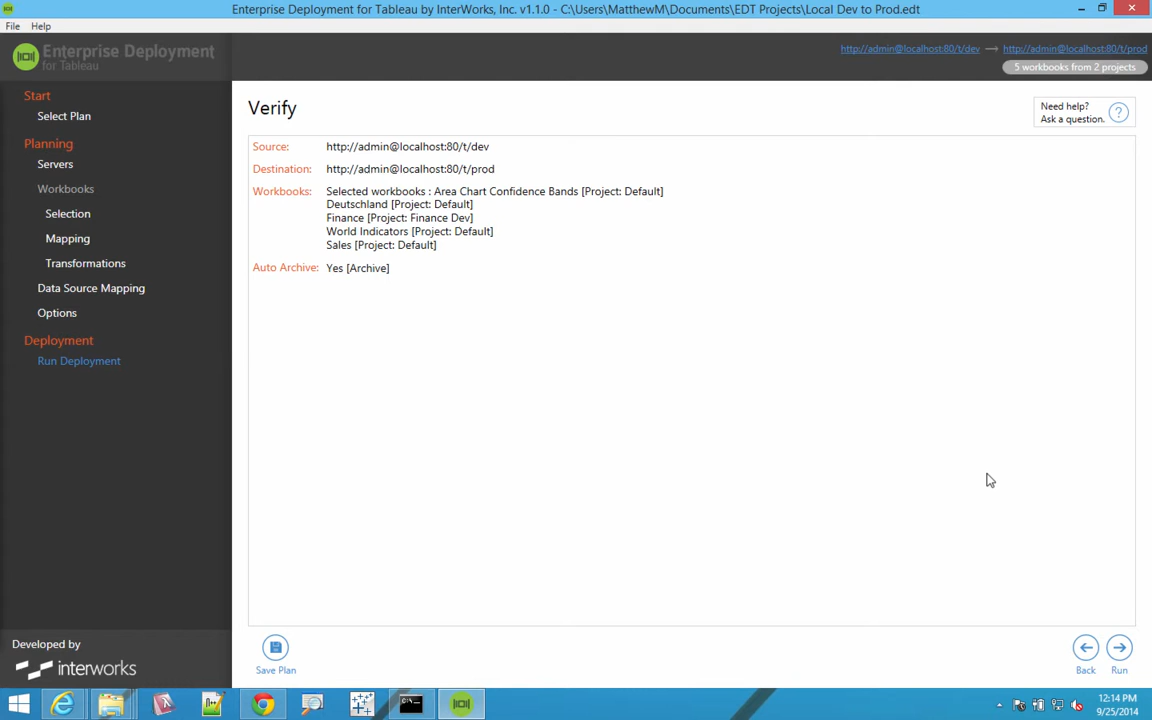 Enterprise Deployment for Tableau by InterWorks, Inc. v1.1.0 - C:\Users\MatthewM\Documents\EDT Projects\Local Dev to Prod.edt
File Help
Enterprise Deployment
for Tableau
http://admin@localhost:80/t/dev → http://admin@localhost:80/t/prod
5 workbooks from 2 projects
Start
Select Plan
Planning
Servers
Workbooks
Selection
Mapping
Transformations
Data Source Mapping
Options
Deployment
Run Deployment
Developed by
interworks
Verify
Need help?
Ask a question. ?
Source: http://admin@localhost:80/t/dev
Destination: http://admin@localhost:80/t/prod
Workbooks: Selected workbooks : Area Chart Confidence Bands [Project: Default]
Deutschland [Project: Default]
Finance [Project: Finance Dev]
World Indicators [Project: Default]
Sales [Project: Default]
Auto Archive: Yes [Archive]
Save Plan
Back
Run
12:14 PM
9/25/2014